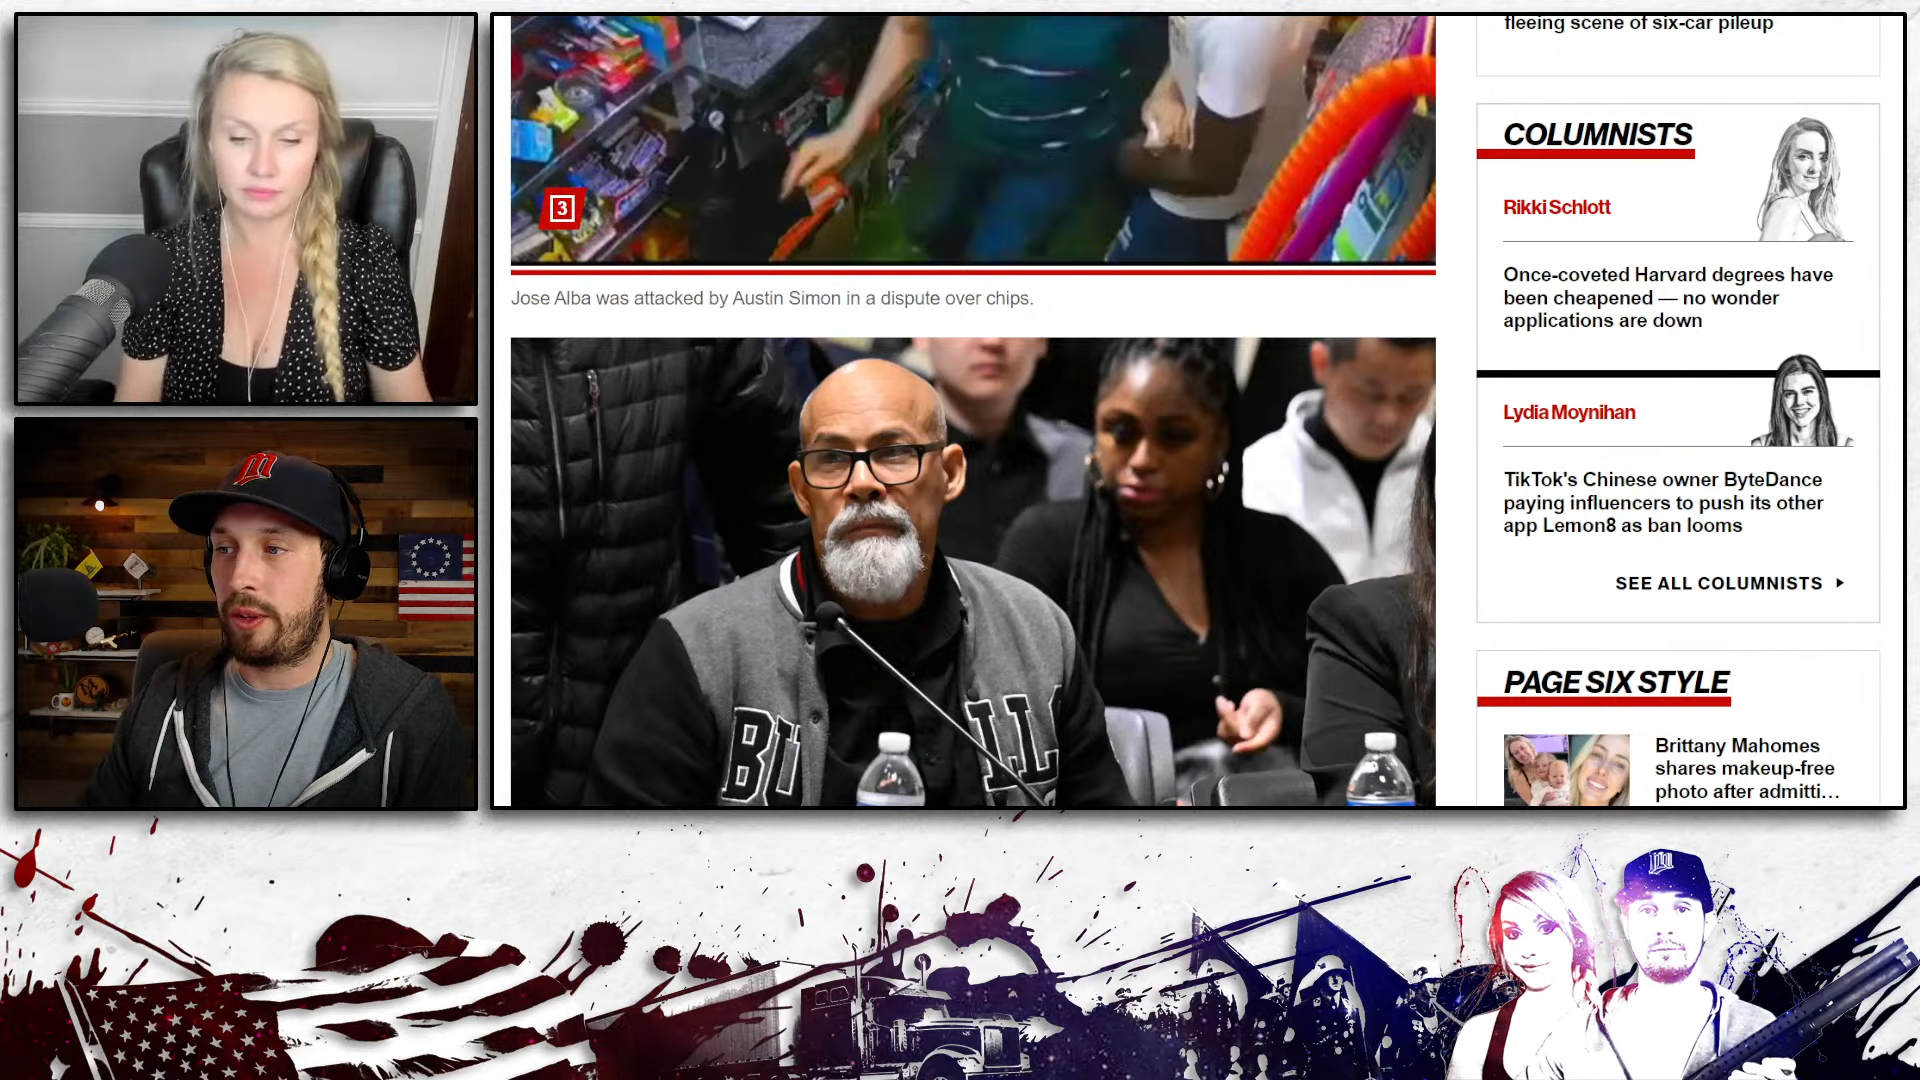 fleeing scene of six-car pileup
COLUMNISTS
Rikki Schlott
Once-coveted Harvard degrees have
been cheapened — no wonder
applications are down
3
Jose Alba was attacked by Austin Simon in a dispute over chips.
Lydia Moynihan
TikTok's Chinese owner ByteDance
paying influencers to push its other
app Lemon8 as ban looms
SEE ALL COLUMNISTS
PAGE SIX STYLE
Brittany Mahomes
shares makeup-free
photo after admitti…